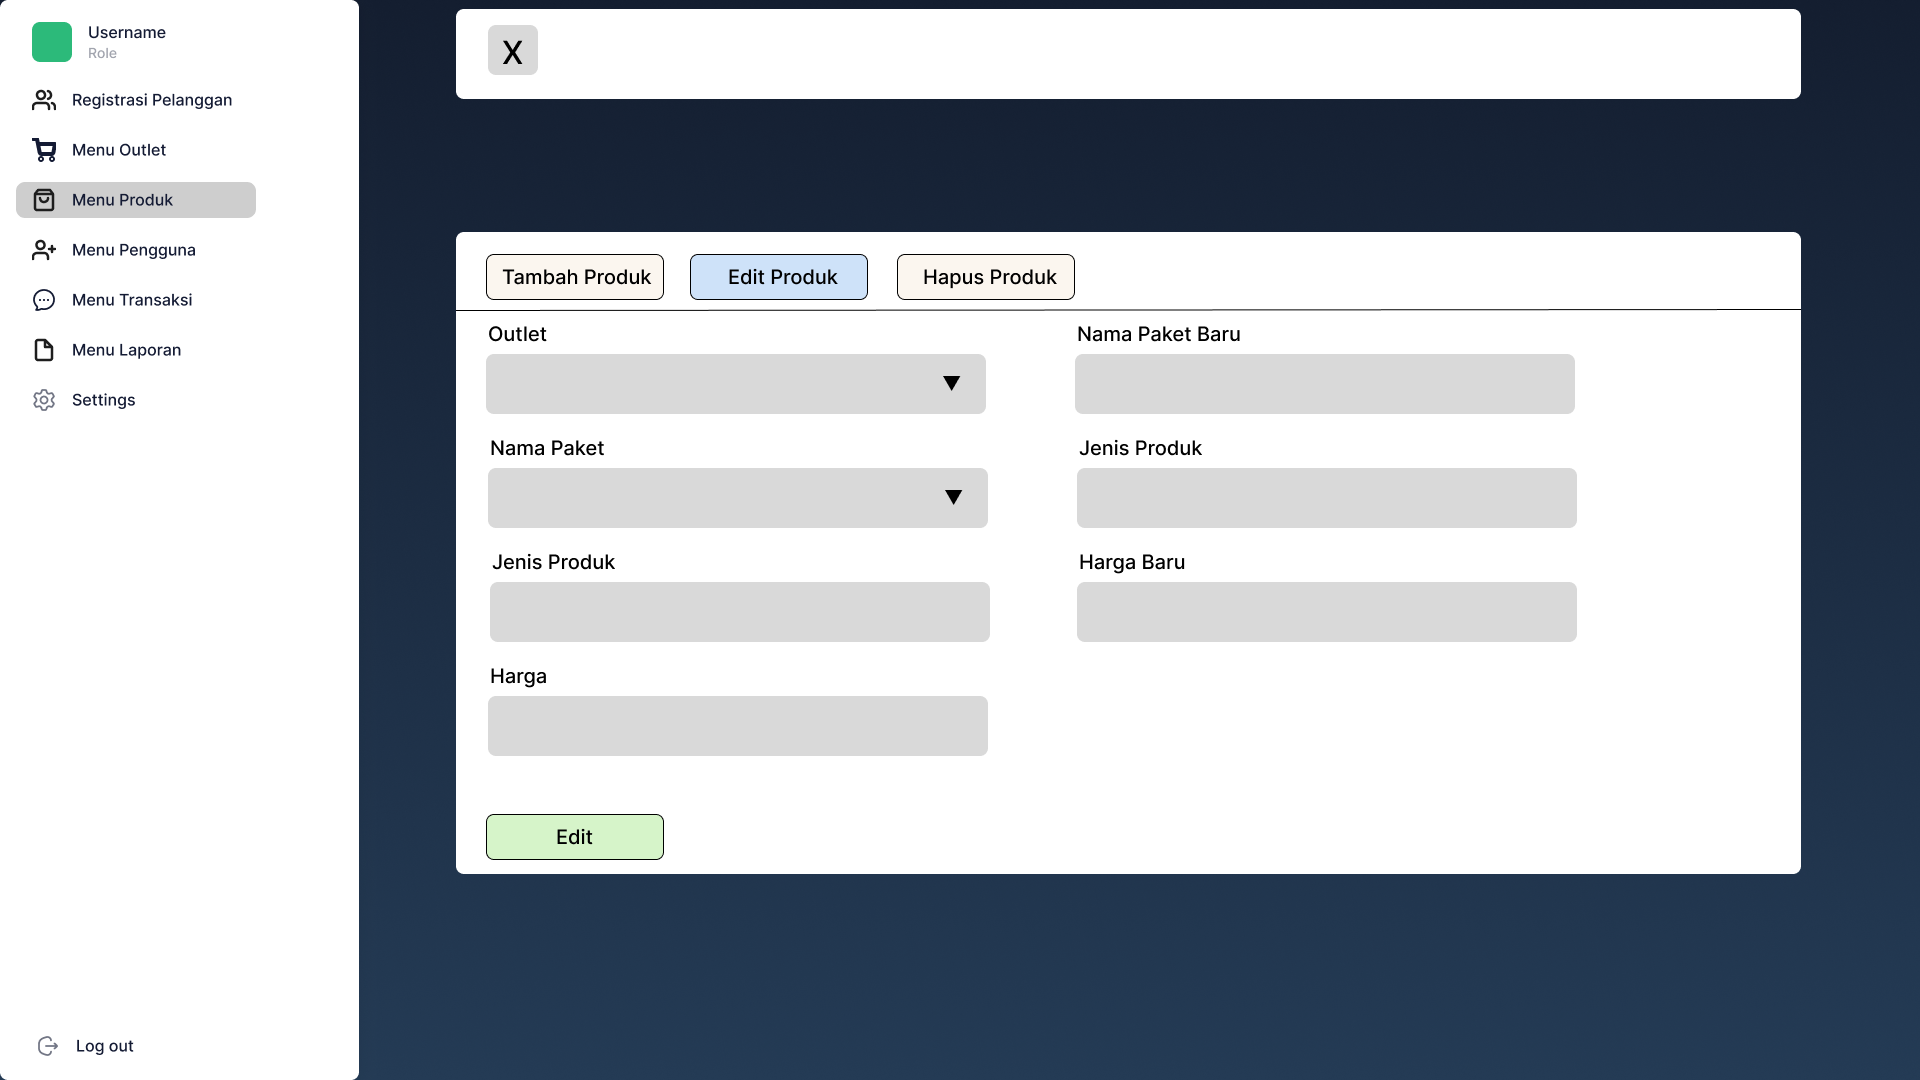 Username
Role
Registrasi Pelanggan
Menu Outlet
Menu Produk
Menu Pengguna
Menu Transaksi
Menu Laporan
Settings
Log out
X
Tambah Produk
Edit Produk
Hapus Produk
Outlet
Nama Paket
Jenis Produk
Harga
Nama Paket Baru
Jenis Produk
Harga Baru
Edit